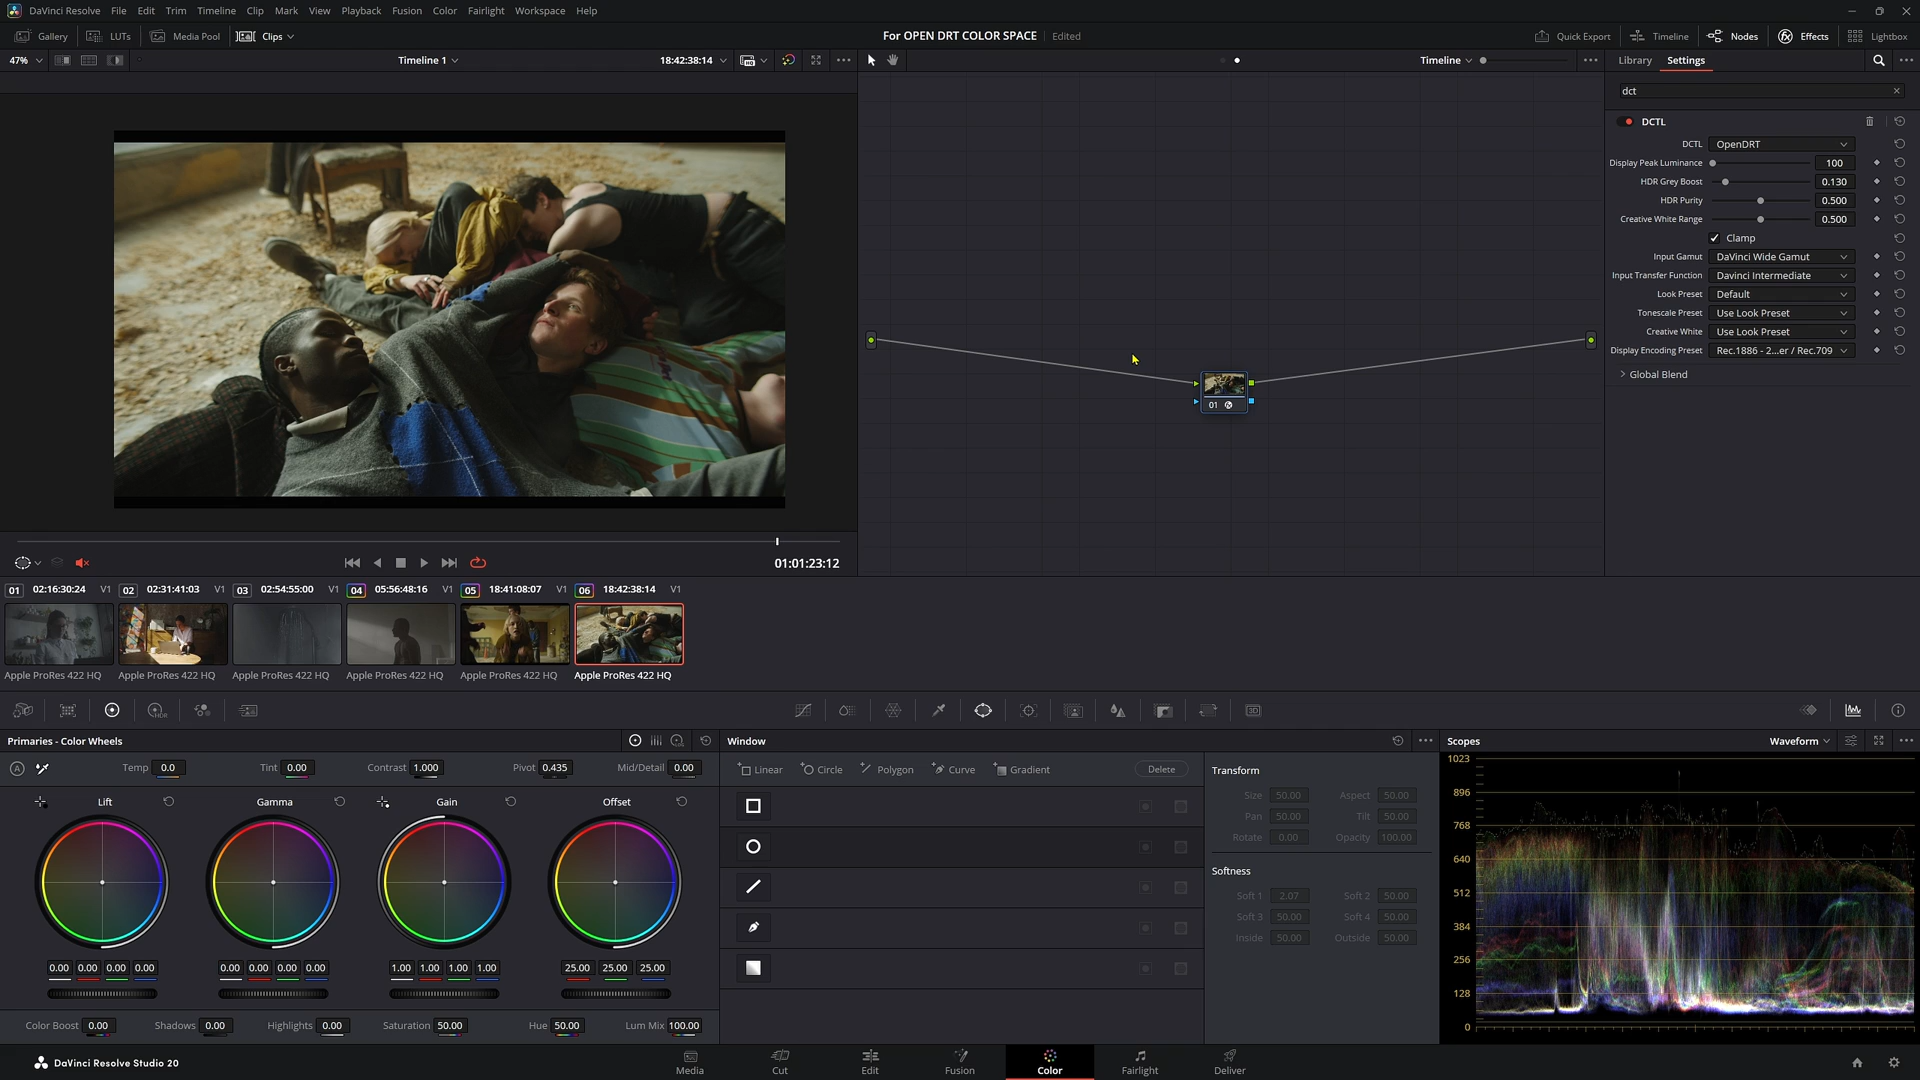 DaVinci Resolve File Edit Trim Timeline Clip Mark View Playback Fusion Color Fairlight Workspace Help
Gallery LUTs Media Pool Clips For OPEN DRT COLOR SPACE Edited Quick Export Timeline Nodes Effects Lightbox
47% Timeline 1 18:42:38:14 Timeline Library Settings
dct
DCTL
DCTL OpenDRT
Display Peak Luminance 100
HDR Grey Boost 0.130
HDR Purity 0.500
Creative White Range 0.500
Clamp
Input Gamut DaVinci Wide Gamut
Input Transfer Function Davinci Intermediate
Look Preset Default
Tonescale Preset Use Look Preset
Creative White Use Look Preset
Display Encoding Preset Rec.1886 - 2...er / Rec.709
Global Blend
01
01:01:23:12
01 02:16:30:24 V1 02 02:31:41:03 V1 03 02:54:55:00 V1 04 05:56:48:16 V1 05 18:41:08:07 V1 06 18:42:38:14 V1
Apple ProRes 422 HQ Apple ProRes 422 HQ Apple ProRes 422 HQ Apple ProRes 422 HQ Apple ProRes 422 HQ Apple ProRes 422 HQ
HDR
3D
Primaries - Color Wheels
A Temp 0.0 Tint 0.00 Contrast 1.000 Pivot 0.435 Mid/Detail 0.00
Lift Gamma Gain Offset
0.00 0.00 0.00 0.00 0.00 0.00 0.00 0.00 1.00 1.00 1.00 1.00 25.00 25.00 25.00
Color Boost 0.00 Shadows 0.00 Highlights 0.00 Saturation 50.00 Hue 50.00 Lum Mix 100.00
Window
Linear Circle Polygon Curve Gradient Delete
Transform
Size 50.00 Aspect 50.00
Pan 50.00 Tilt 50.00
Rotate 0.00 Opacity 100.00
Softness
Soft 1 2.07 Soft 2 50.00
Soft 3 50.00 Soft 4 50.00
Inside 50.00 Outside 50.00
Scopes Waveform
1023
896
768
640
512
384
256
128
0
DaVinci Resolve Studio 20 Media Cut Edit Fusion Color Fairlight Deliver